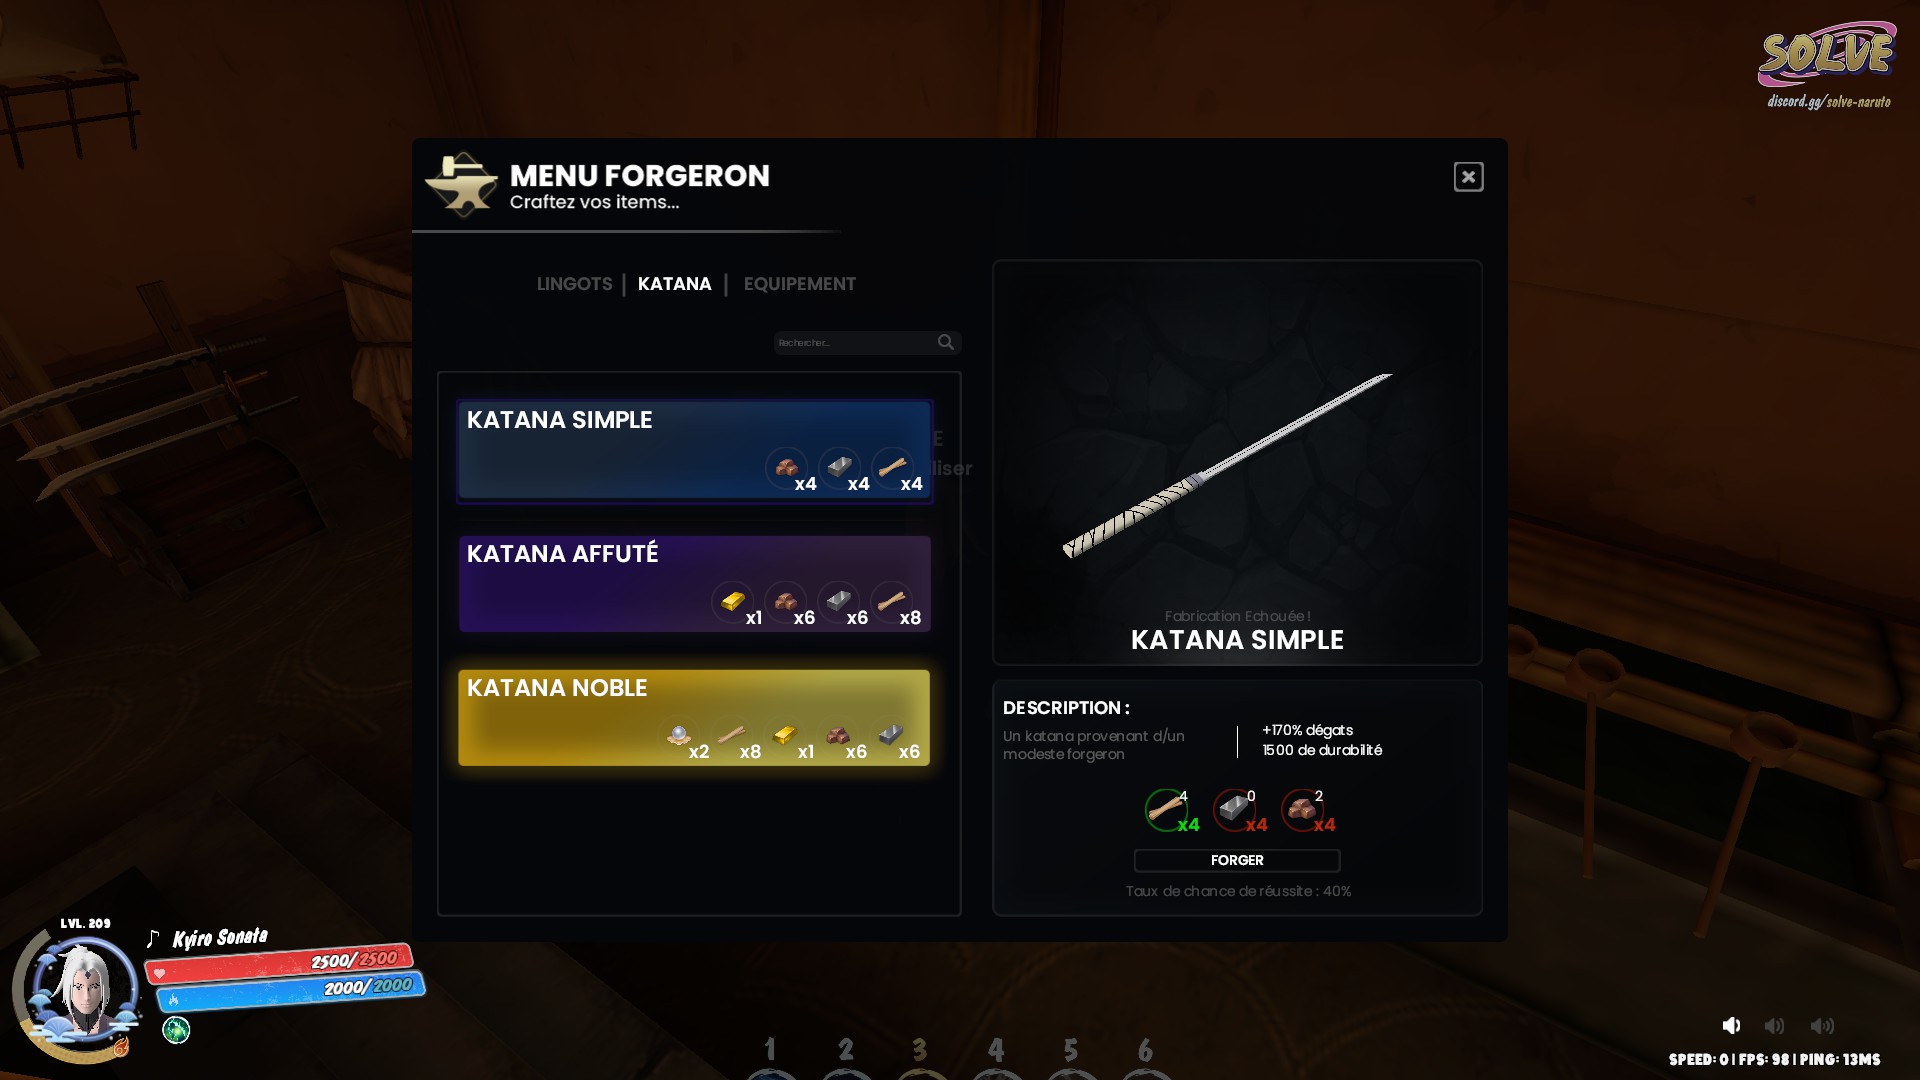 SOLVE
discord.gg/solve-naruto
MENU FORGERON
Craftez vos items...
LINGOTS | KATANA | EQUIPEMENT
Rechercher...
KATANA SIMPLE
x4 x4 x4
E
liser
KATANA AFFUTÉ
x1 x6 x6 x8
KATANA NOBLE
x2 x8 x1 x6 x6
Fabrication Echouée !
KATANA SIMPLE
DESCRIPTION :
Un katana provenant d'un
modeste forgeron
+170% dégats
1500 de durabilité
4 0 2
x4 x4 x4
FORGER
Taux de chance de réussite : 40%
LVL. 209
Kyiro Sonata
2500/2500
2000/2000
1 2 3 4 5 6
SPEED: 0 | FPS: 98 | PING: 13MS